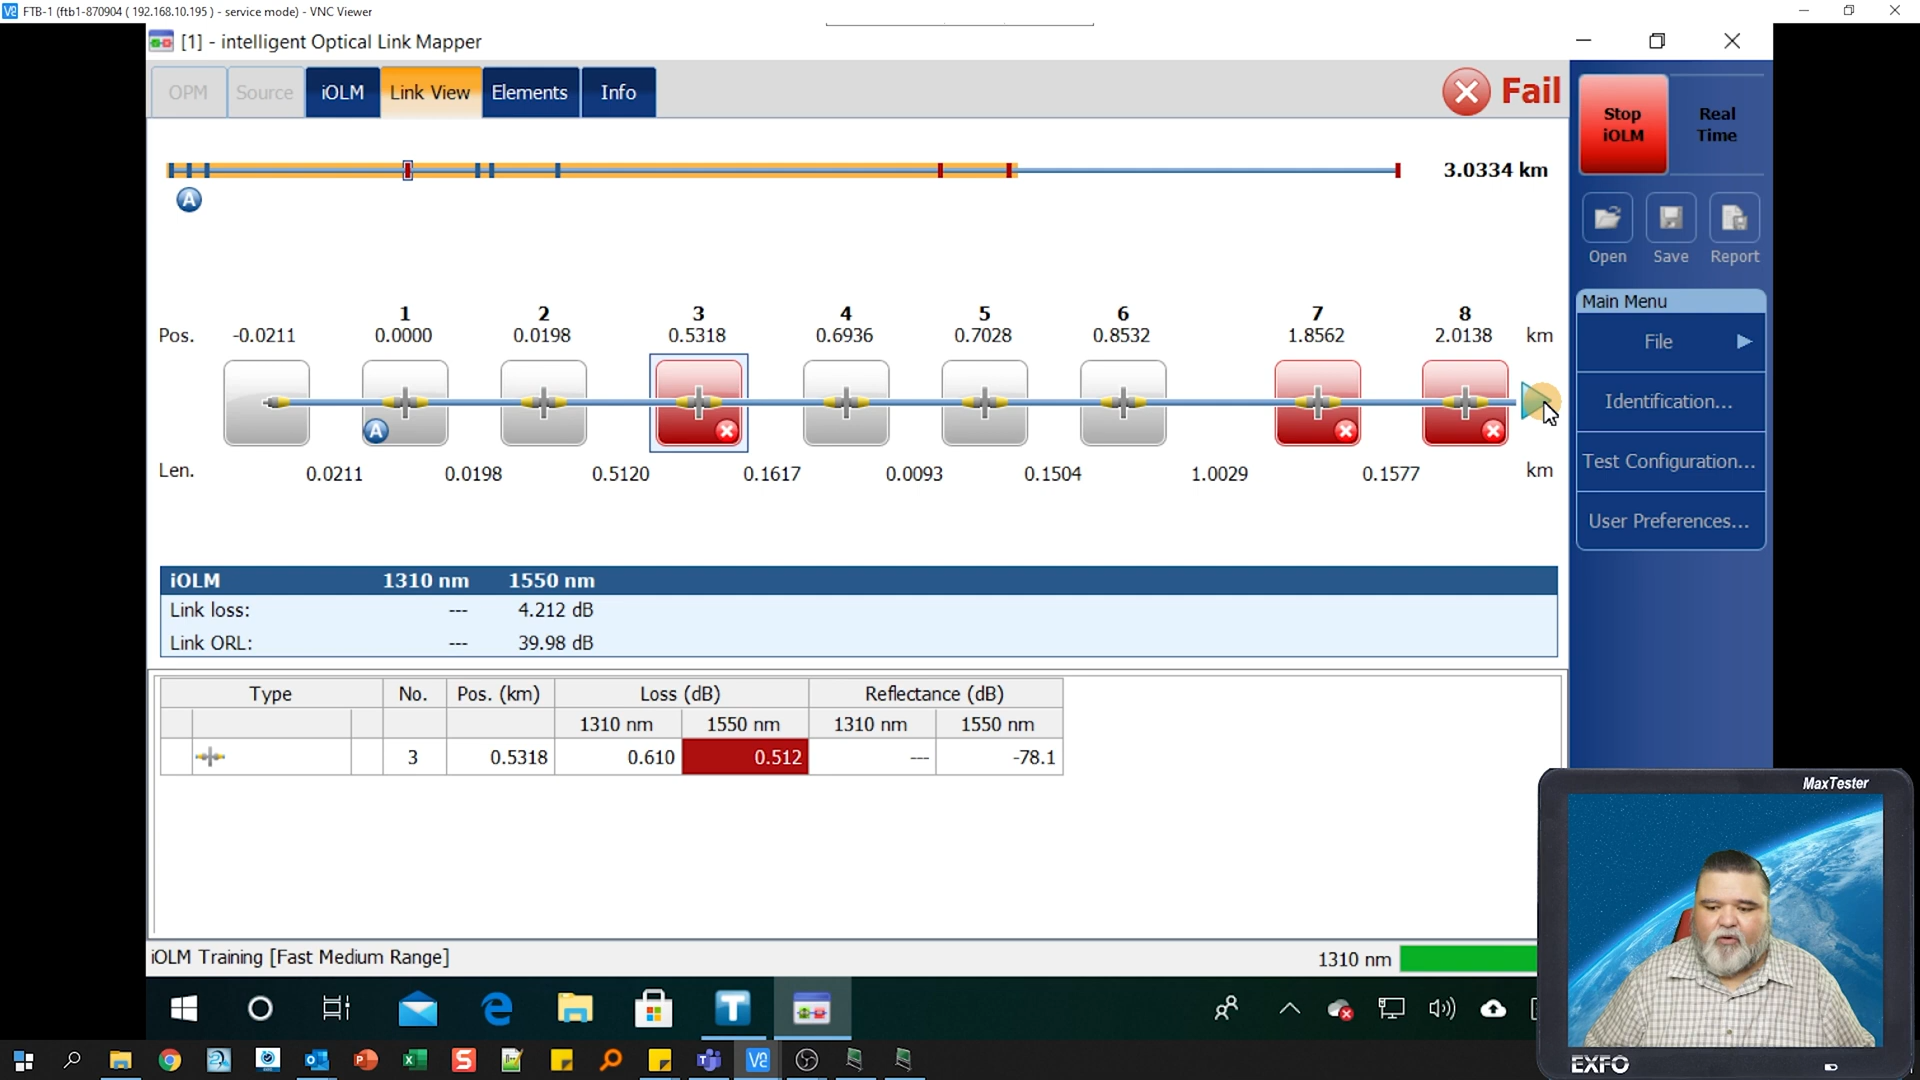 FTB-1 (ftb1-870904 ( 192.168.10.195 ) - service mode) - VNC Viewer
[1] - intelligent Optical Link Mapper
OPM Source iOLM Link View Elements Info
Fail
Stop iOLM
Real Time
3.0334 km
A
Open Save Report
Main Menu
File
Identification...
Test Configuration...
User Preferences...
1 2 3 4 5 6 7 8
Pos. -0.0211 0.0000 0.0198 0.5318 0.6936 0.7028 0.8532 1.8562 2.0138 km
A
Len. 0.0211 0.0198 0.5120 0.1617 0.0093 0.1504 1.0029 0.1577 km
iOLM 1310 nm 1550 nm
Link loss: --- 4.212 dB
Link ORL: --- 39.98 dB
Type No. Pos. (km) Loss (dB) Reflectance (dB)
1310 nm 1550 nm 1310 nm 1550 nm
3 0.5318 0.610 0.512 --- -78.1
iOLM Training [Fast Medium Range]
1310 nm
MaxTester
EXFO